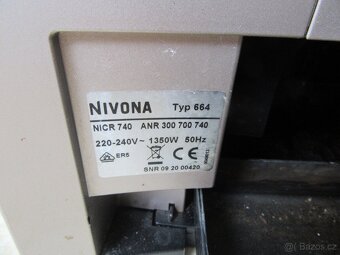 NIVONA Typ 664
NICR 740 ANR 300 700 740
220-240V~ 1350W 50Hz
ER5
CE
SNR 09 20 00420
bazos.cz